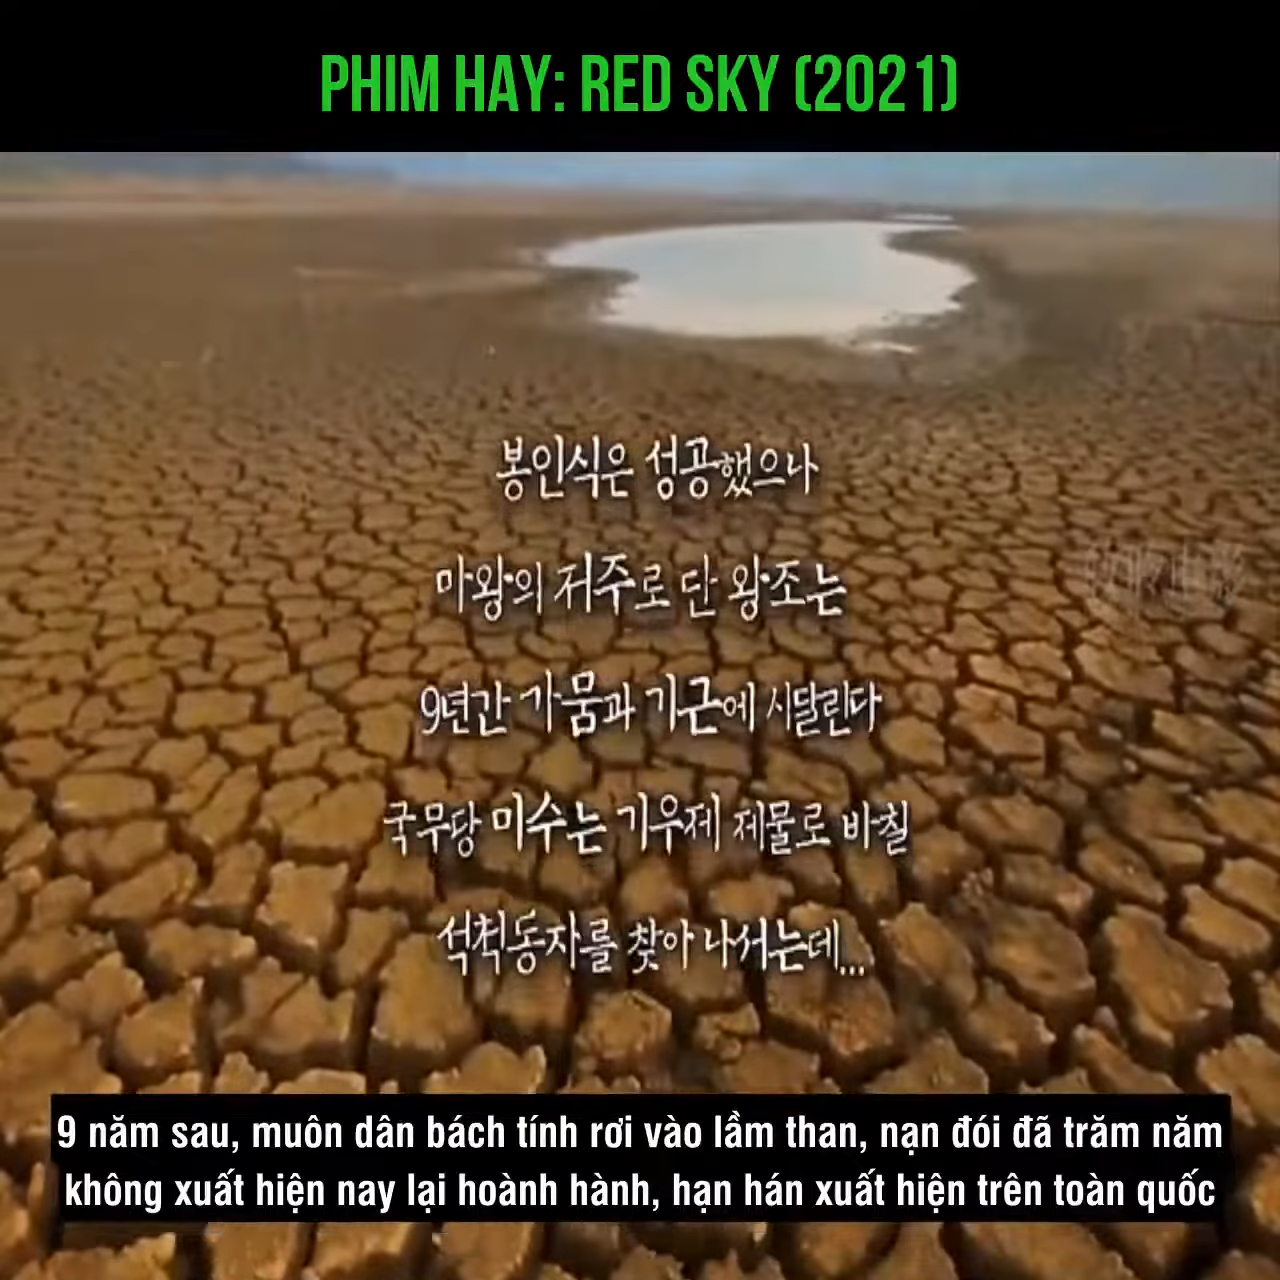 PHIM HAY: RED SKY (2021)
봉인식은 성공했으나
마왕의 저주로 단 왕조는
9년간 가뭄과 기근에 시달린다
국무당 미수는 기우제 제물로 바칠
석척동자를 찾아 나서는데...
9 năm sau, muôn dân bách tính rơi vào lầm than, nạn đói đã trăm năm
không xuất hiện nay lại hoành hành, hạn hán xuất hiện trên toàn quốc